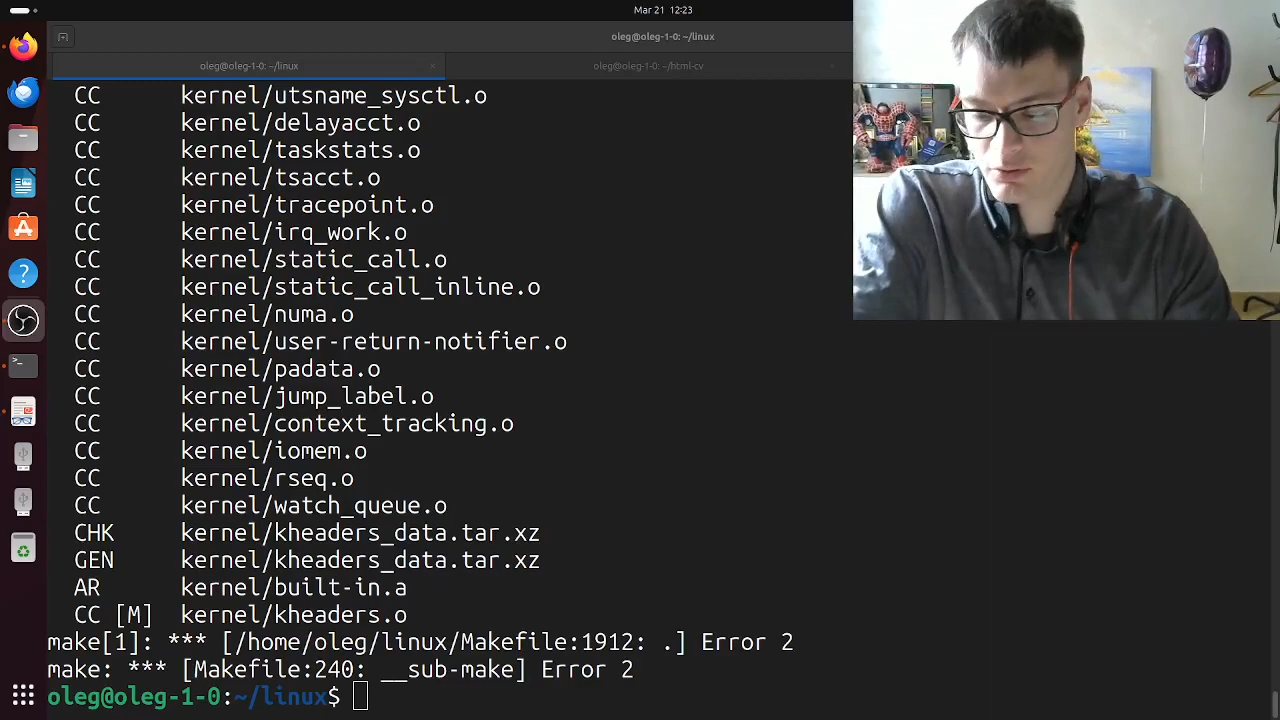 Mar 21 12:23
oleg@oleg-1-0: ~/linux
oleg@oleg-1-0: ~/linux × oleg@oleg-1-0: ~/html-cv ×
CC kernel/utsname_sysctl.o
CC kernel/delayacct.o
CC kernel/taskstats.o
CC kernel/tsacct.o
CC kernel/tracepoint.o
CC kernel/irq_work.o
CC kernel/static_call.o
CC kernel/static_call_inline.o
CC kernel/numa.o
CC kernel/user-return-notifier.o
CC kernel/padata.o
CC kernel/jump_label.o
CC kernel/context_tracking.o
CC kernel/iomem.o
CC kernel/rseq.o
CC kernel/watch_queue.o
CHK kernel/kheaders_data.tar.xz
GEN kernel/kheaders_data.tar.xz
AR kernel/built-in.a
CC [M] kernel/kheaders.o
make[1]: *** [/home/oleg/linux/Makefile:1912: .] Error 2
make: *** [Makefile:240: __sub-make] Error 2
oleg@oleg-1-0:~/linux$